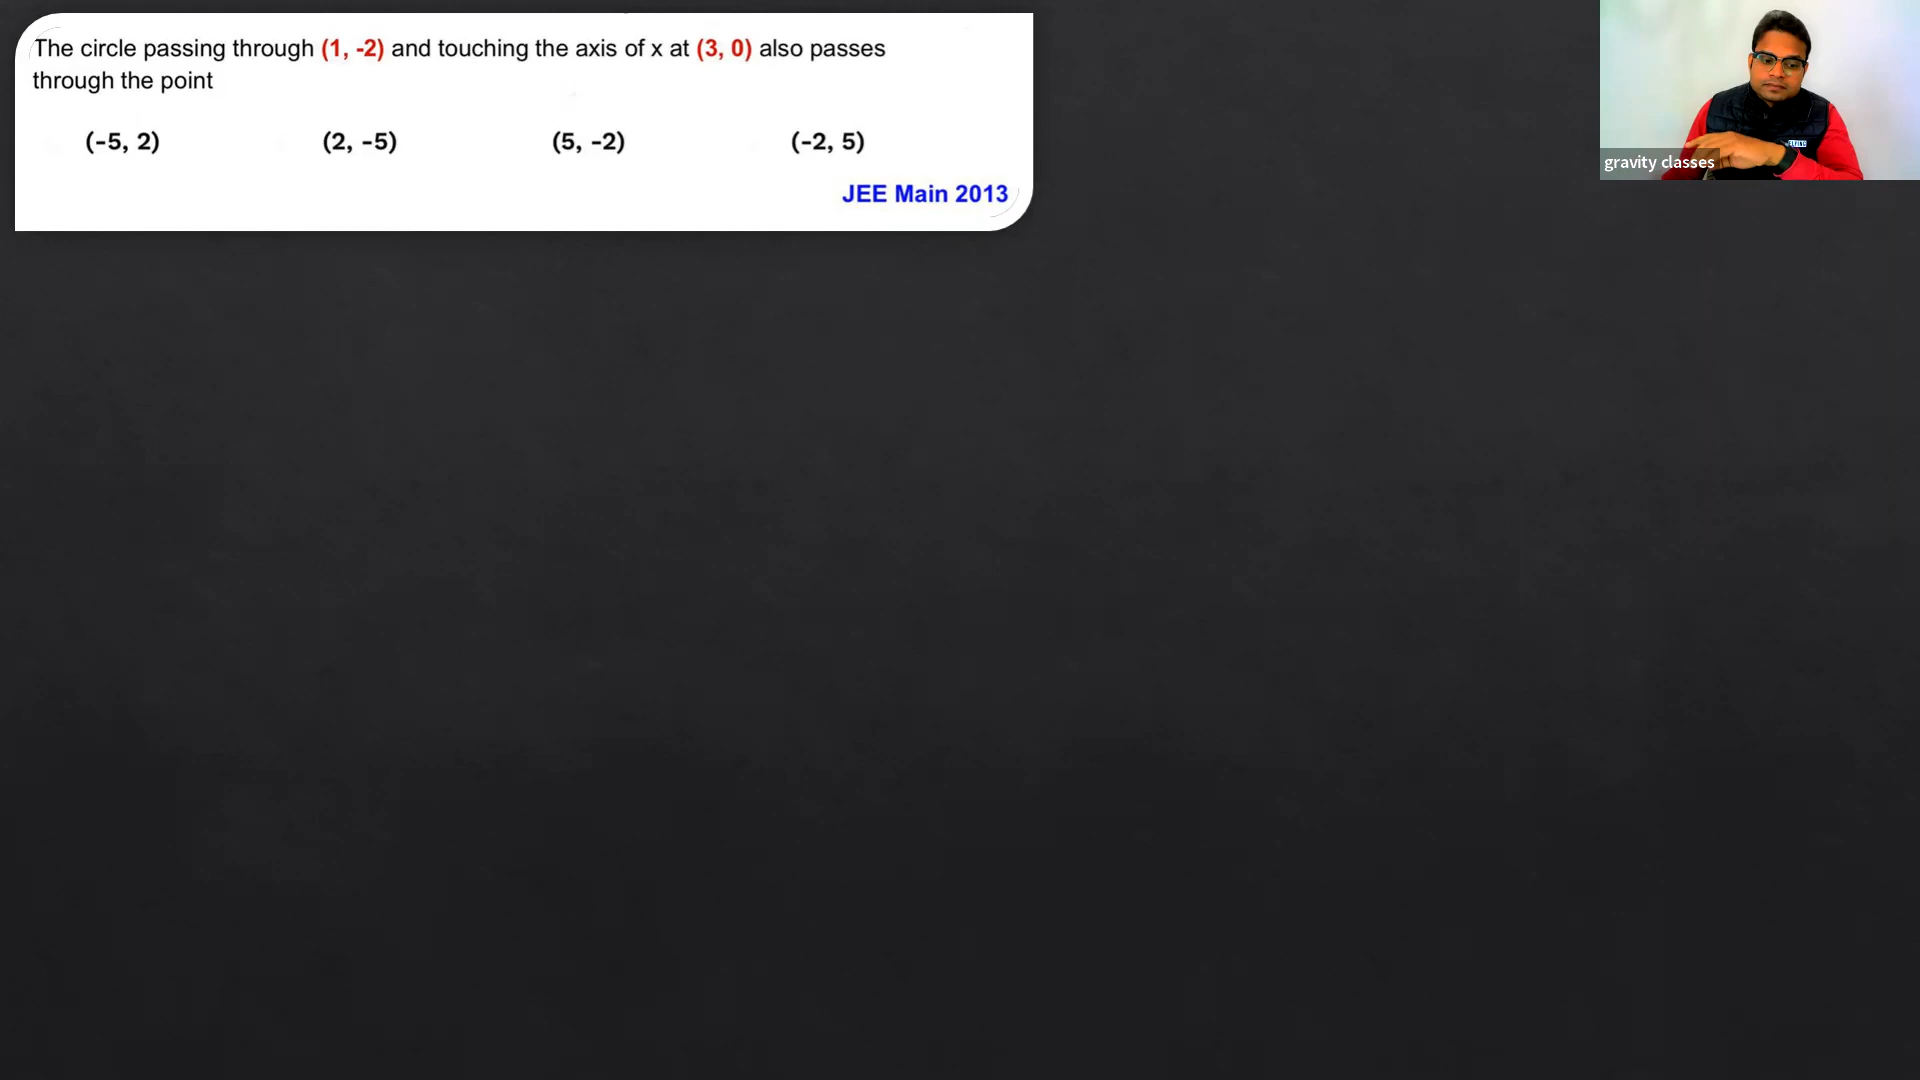 The circle passing through (1, -2) and touching the axis of x at (3, 0) also passes
through the point
(-5, 2) (2, -5) (5, -2) (-2, 5)
JEE Main 2013
gravity classes